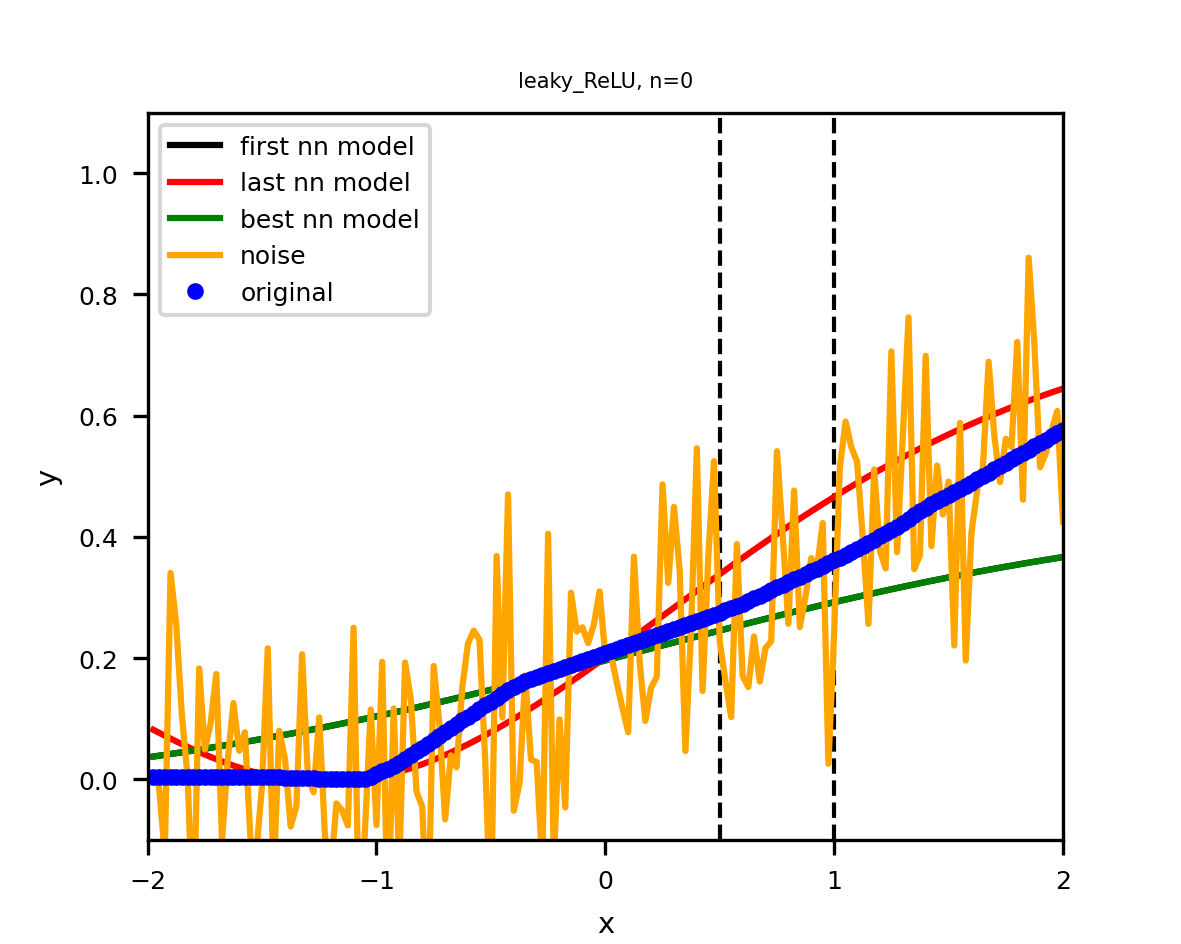 leaky_ReLU, n=0
first nn model
last nn model
best nn model
noise
original
y
1.0
0.8
0.6
0.4
0.2
0.0
−2 −1 0 1 2
x